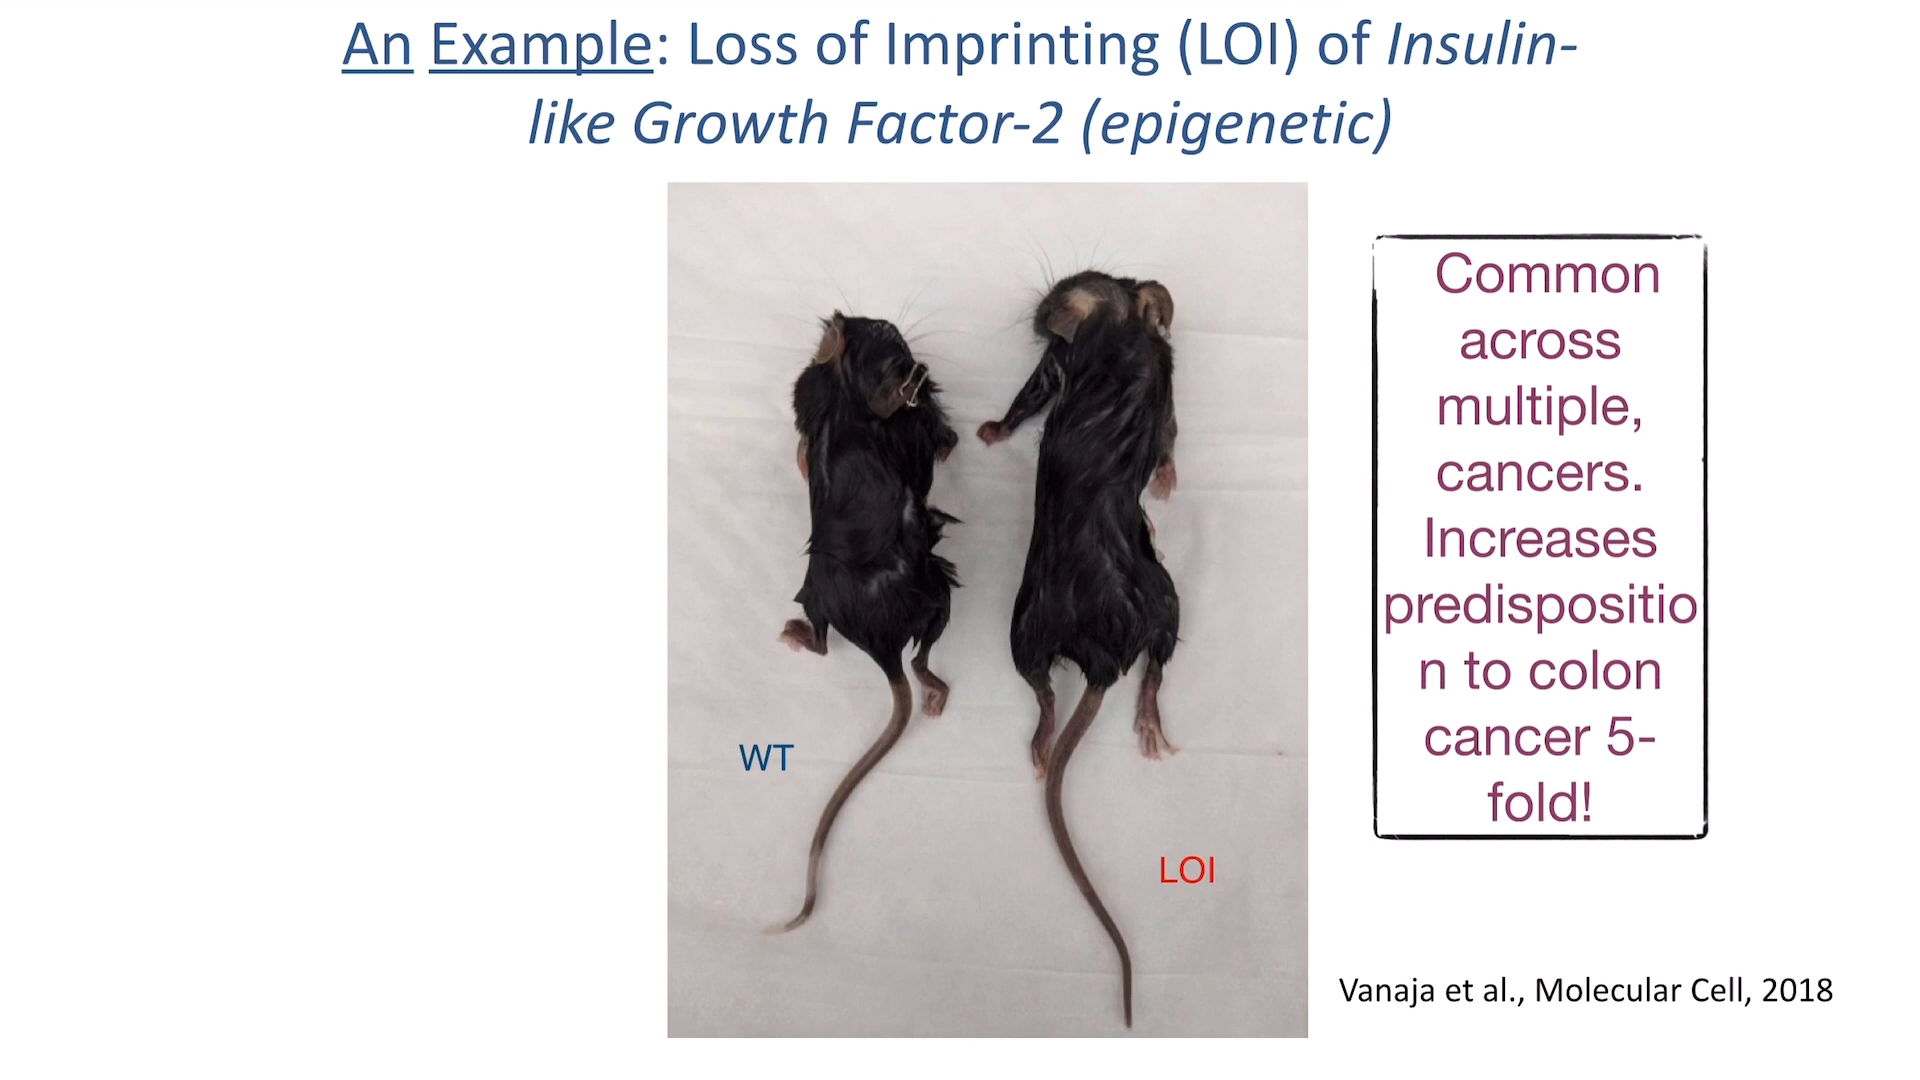 An Example: Loss of Imprinting (LOI) of Insulin-
like Growth Factor-2 (epigenetic)
Common
across
multiple,
cancers.
Increases
predispositio
n to colon
cancer 5-
fold!
WT
LOI
Vanaja et al., Molecular Cell, 2018